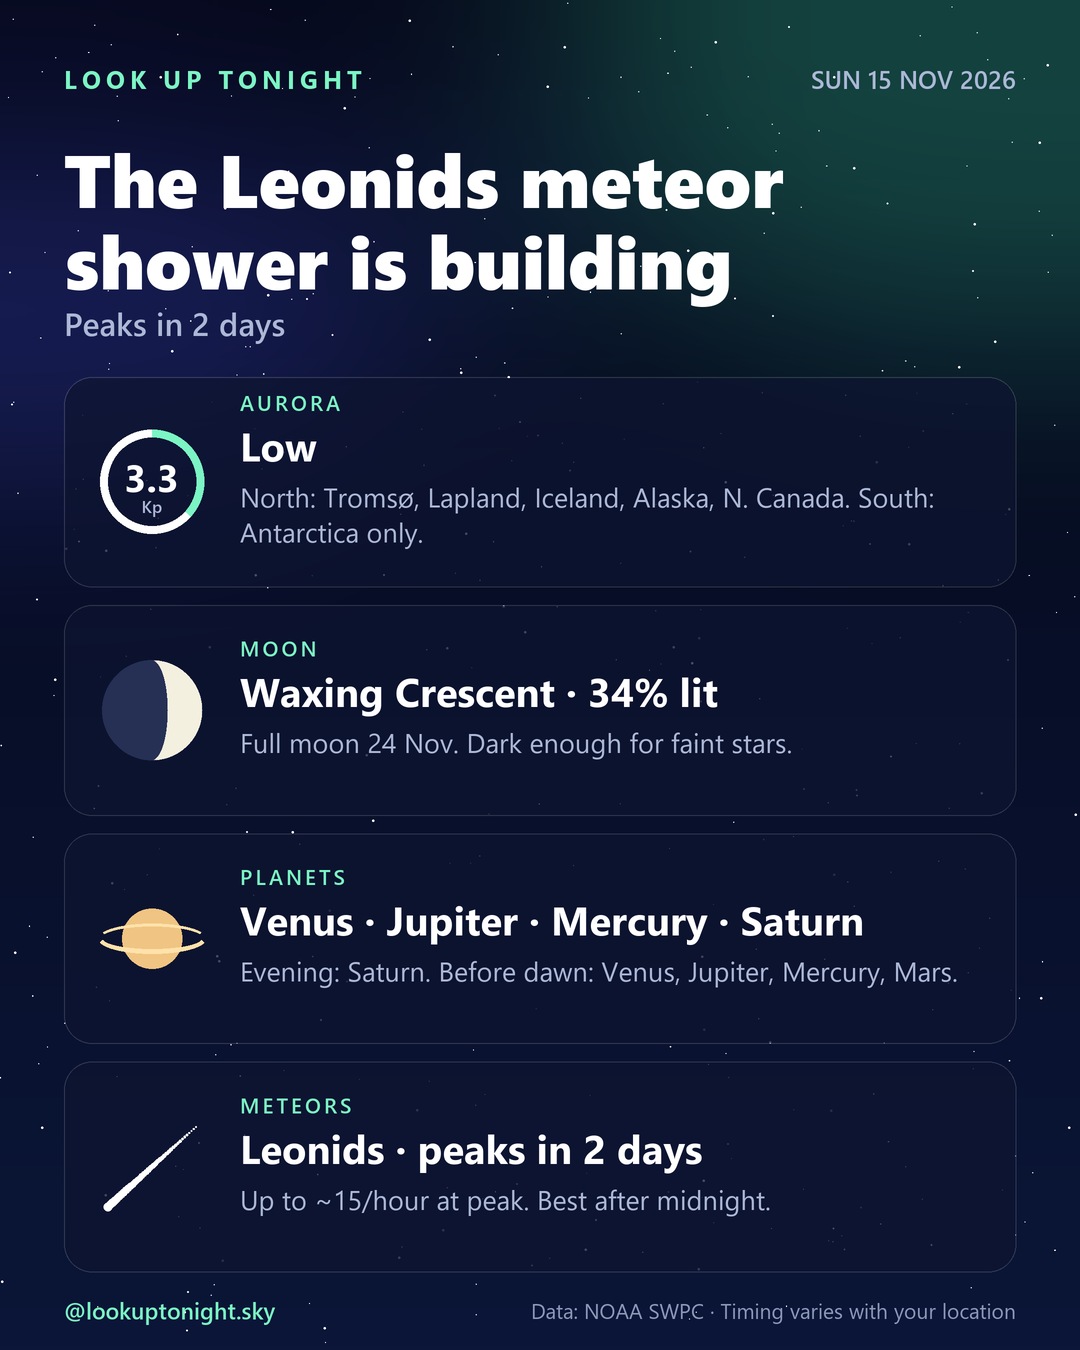 LOOK UP TONIGHT
SUN 15 NOV 2026
The Leonids meteor
shower is building
Peaks in 2 days
AURORA
3.3
Kp
Low
North: Tromsø, Lapland, Iceland, Alaska, N. Canada. South:
Antarctica only.
MOON
Waxing Crescent · 34% lit
Full moon 24 Nov. Dark enough for faint stars.
PLANETS
Venus · Jupiter · Mercury · Saturn
Evening: Saturn. Before dawn: Venus, Jupiter, Mercury, Mars.
METEORS
Leonids · peaks in 2 days
Up to ~15/hour at peak. Best after midnight.
@lookuptonight.sky
Data: NOAA SWPC · Timing varies with your location